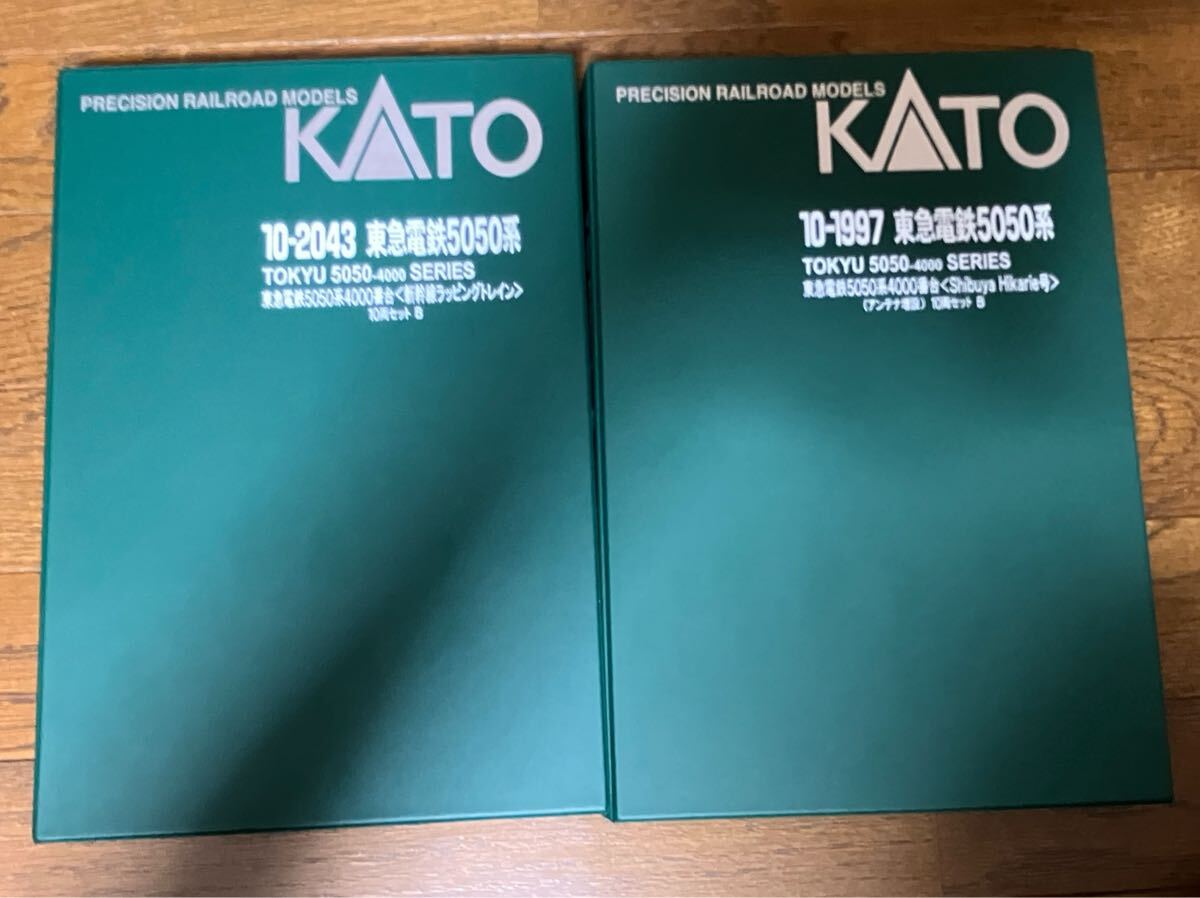 PRECISION RAILROAD MODELS
KATO
10-2043 東急電鉄5050系
TOKYU 5050-4000 SERIES
東急電鉄5050系4000番台<新幹線ラッピングトレイン>
10両セット B
PRECISION RAILROAD MODELS
KATO
10-1997 東急電鉄5050系
TOKYU 5050-4000 SERIES
東急電鉄5050系4000番台<Shibuya Hikarie号>
(アンテナ増設) 10両セット B